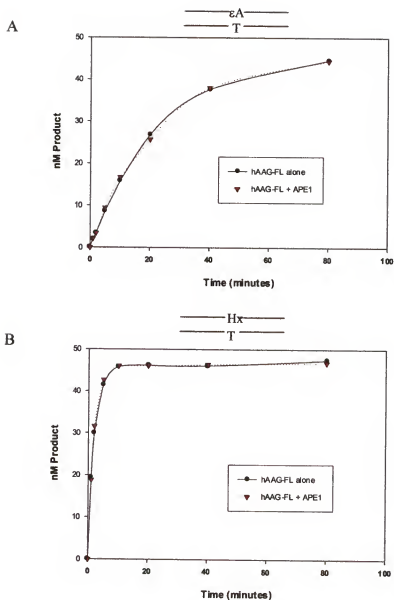 A
εA
T
50
40
30
20
10
0
nM Product
hAAG-FL alone
hAAG-FL + APE1
0 20 40 60 80 100
Time (minutes)
B
Hx
T
50
40
30
20
10
0
nM Product
hAAG-FL alone
hAAG-FL + APE1
0 20 40 60 80 100
Time (minutes)